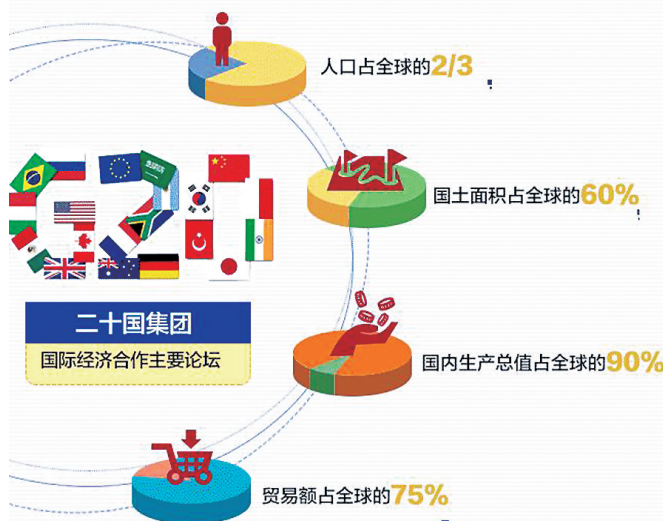 人口占全球的2/3
国土面积占全球的60%
二十国集团
国际经济合作主要论坛
国内生产总值占全球的90%
贸易额占全球的75%